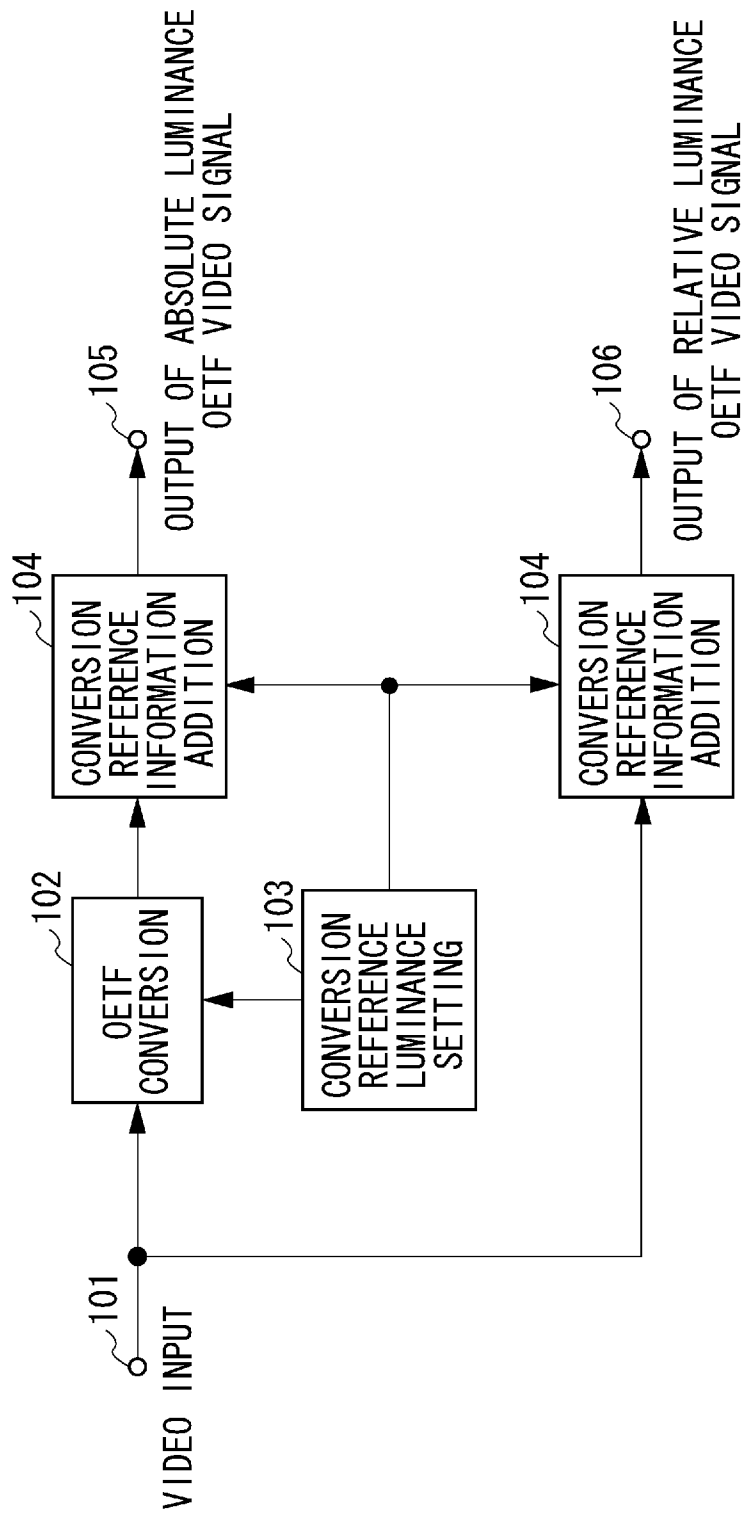 101
VIDEO INPUT
102
OETF
CONVERSION
103
CONVERSION
REFERENCE
LUMINANCE
SETTING
104
CONVERSION
REFERENCE
INFORMATION
ADDITION
105
OUTPUT OF ABSOLUTE LUMINANCE
OETF VIDEO SIGNAL
104
CONVERSION
REFERENCE
INFORMATION
ADDITION
106
OUTPUT OF RELATIVE LUMINANCE
OETF VIDEO SIGNAL